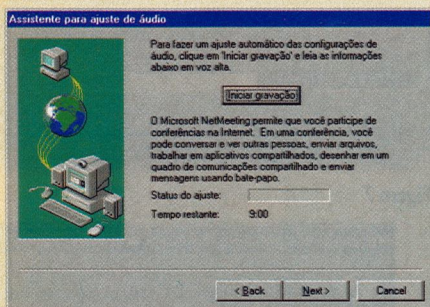 Assistente para ajuste de áudio
Para fazer um ajuste automático das configurações de
áudio, clique em 'Iniciar gravação' e leia as informações
abaixo em voz alta.
Iniciar gravação
O Microsoft NetMeeting permite que você participe de
conferências na Internet. Em uma conferência, você
pode conversar e ver outras pessoas, enviar arquivos,
trabalhar em aplicativos compartilhados, desenhar em um
quadro de comunicações compartilhado e enviar
mensagens usando bate-papo.
Status do ajuste:
Tempo restante: 9:00
< Back Next > Cancel